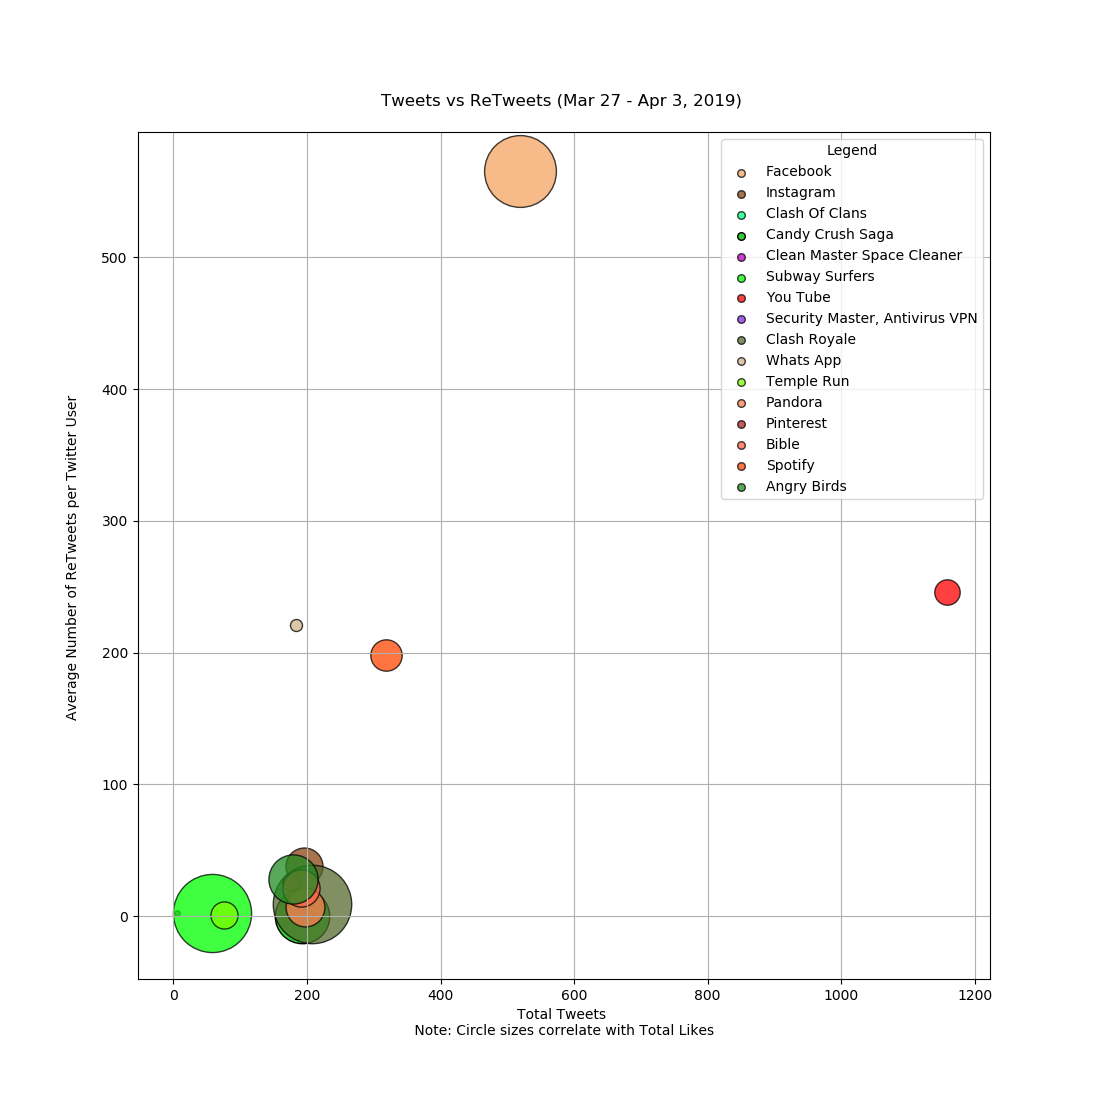 Tweets vs ReTweets (Mar 27 - Apr 3, 2019)
Legend
Facebook
Instagram
Clash Of Clans
Candy Crush Saga
Clean Master Space Cleaner
Subway Surfers
You Tube
Security Master, Antivirus VPN
Clash Royale
Whats App
Temple Run
Pandora
Pinterest
Bible
Spotify
Angry Birds
Average Number of ReTweets per Twitter User
500
400
300
200
100
0
0 200 400 600 800 1000 1200
Total Tweets
Note: Circle sizes correlate with Total Likes